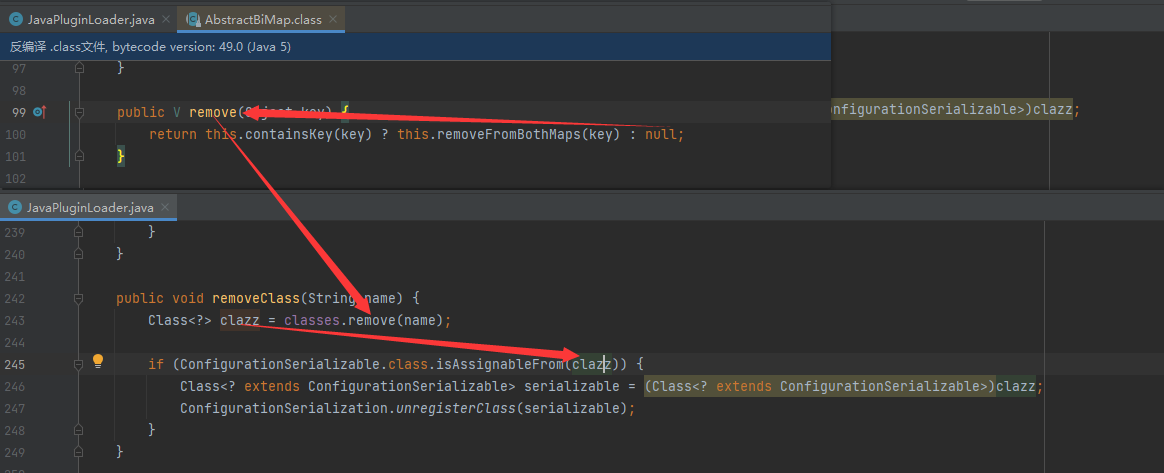 JavaPluginLoader.java × AbstractBiMap.class ×
反编译 .class文件, bytecode version: 49.0 (Java 5)
97 }
98
99 public V remove(Object key) {
nfigurationSerializable>)clazz;
100 return this.containsKey(key) ? this.removeFromBothMaps(key) : null;
101 }
102
JavaPluginLoader.java ×
239 }
240 }
241
242 public void removeClass(String name) {
243 Class<?> clazz = classes.remove(name);
244
245 if (ConfigurationSerializable.class.isAssignableFrom(clazz)) {
246 Class<? extends ConfigurationSerializable> serializable = (Class<? extends ConfigurationSerializable>)clazz;
247 ConfigurationSerialization.unregisterClass(serializable);
248 }
249 }